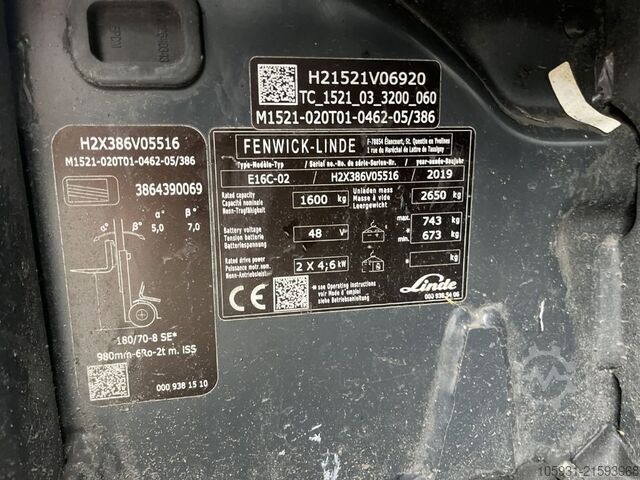 H21521V06920
TC_1521_03_3200_060
M1521-020T01-0462-05/386
H2X386V05516
M1521-020T01-0462-05/386
3864390069
α° β°
5,0 7,0
180/70-8 SE*
980mm-6Ro-2t m. ISS
000 938 15 10
FENWICK-LINDE
F-78854 Élancourt, St. Quentin en Yvelines
1 rue du Maréchal de Lattre de Tassigny
Type-Modèle-Typ / Serial no.-No. de série-Serien-Nr. / year-année-Baujahr
E16C-02 H2X386V05516 2019
Rated capacity
Capacité nominale
Nenn-Tragfähigkeit
1600 kg
Unladen mass
Masse à vide
Leergewicht
2650 kg
Battery voltage
Tension batterie
Batteriespannung
48 V
max. 743 kg
*
min. 673 kg
Rated drive power
Puissance motr. nom.
Nenn-Antriebsleistung
2 X 4,6 kW
* kg
CE
* see Operating instructions
voir Mode d'emploi
siehe Betriebsanleitung
Linde
105931-21593968